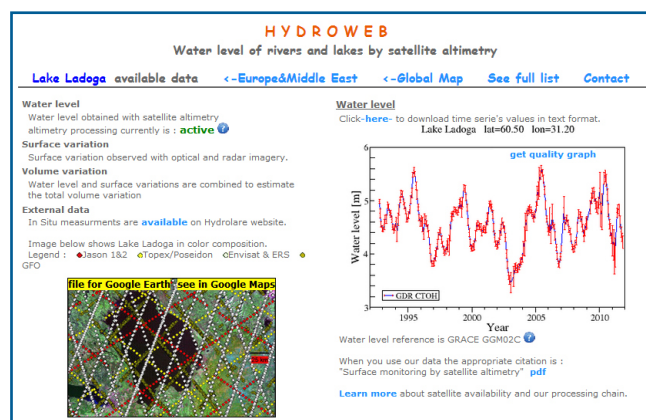 HYDROWEB
Water level of rivers and lakes by satellite altimetry
Lake Ladoga available data <-Europe&Middle East <-Global Map See full list Contact
Water level
Water level obtained with satellite altimetry
altimetry processing currently is : active ?
Surface variation
Surface variation observed with optical and radar imagery.
Volume variation
Water level and surface variations are combined to estimate
the total volume variation
External data
In Situ measurments are available on Hydrolare website.
Image below shows Lake Ladoga in color composition.
Legend : Jason 1&2 Topex/Poseidon Envisat & ERS
GFO
file for Google Earth see in Google Maps
25 km
Water level
Click-here- to download time serie's values in text format.
Lake Ladoga lat=60.50 lon=31.20
get quality graph
6
5
4
3
Water level [m]
GDR CTOH
1995 2000 2005 2010
Year
Water level reference is GRACE GGM02C ?
When you use our data the appropriate citation is :
"Surface monitoring by satellite altimetry" pdf
Learn more about satellite availability and our processing chain.